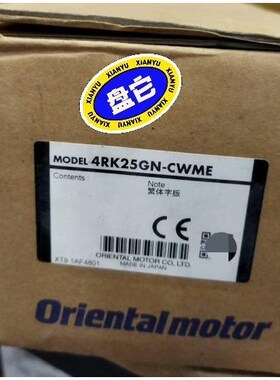 XIANYU
XIANYU
盘它
XIANYU
XIANYU
MODEL 4RK25GN-CWME
Contents
Note
繁体字版
CE
ORIENTAL MOTOR CO., LTD.
MADE IN JAPAN
Orientalmotor